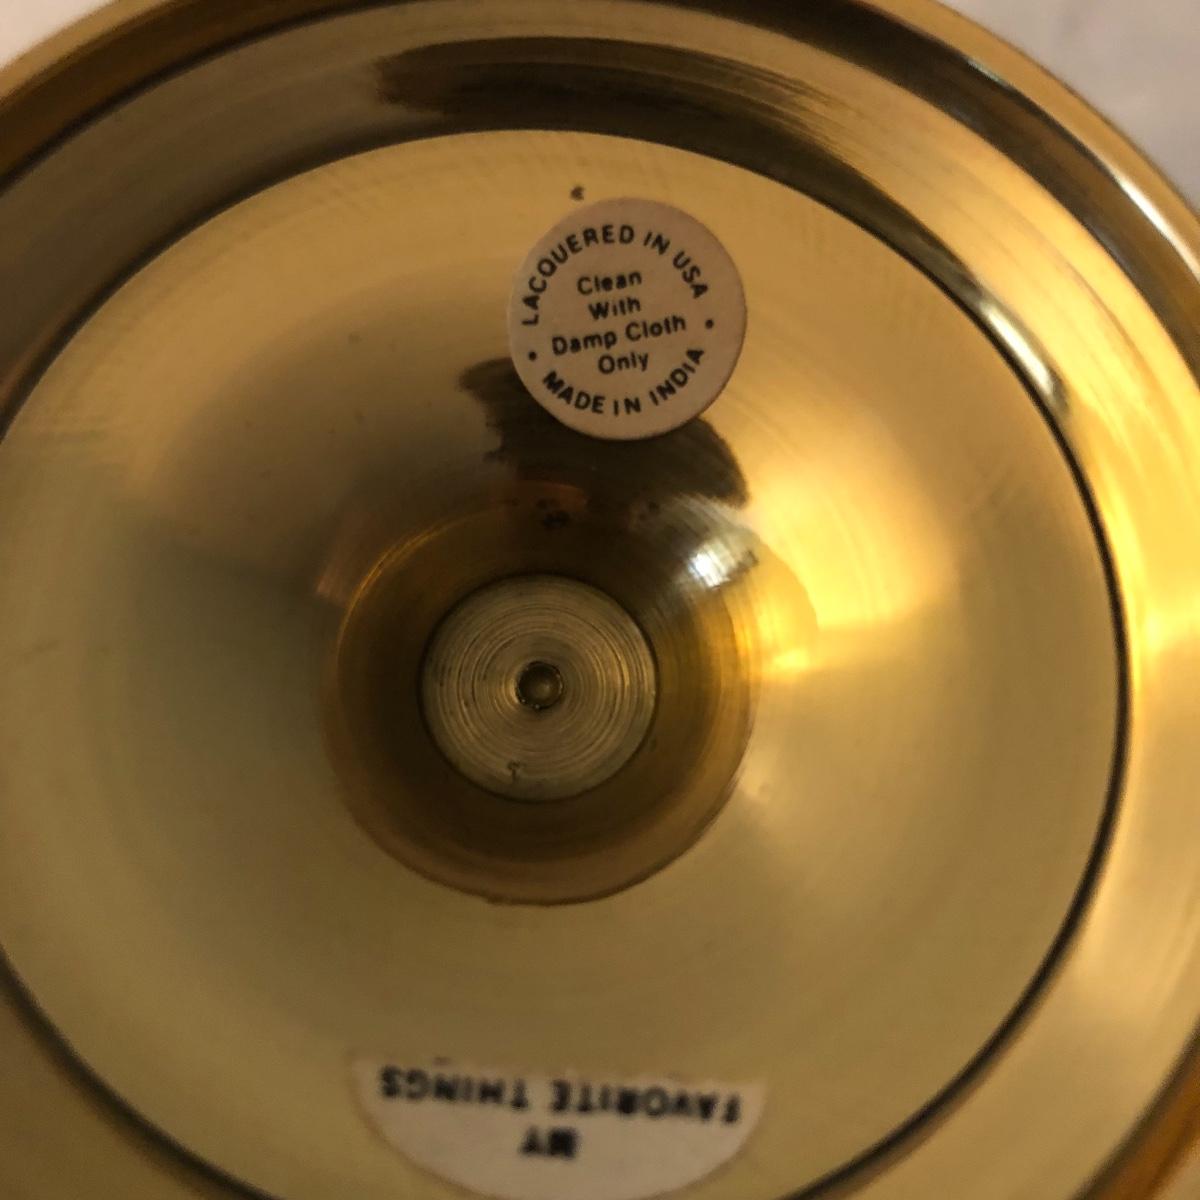 LACQUERED IN USA
Clean
With
Damp Cloth
Only
MADE IN INDIA
MY
FAVORITE THINGS